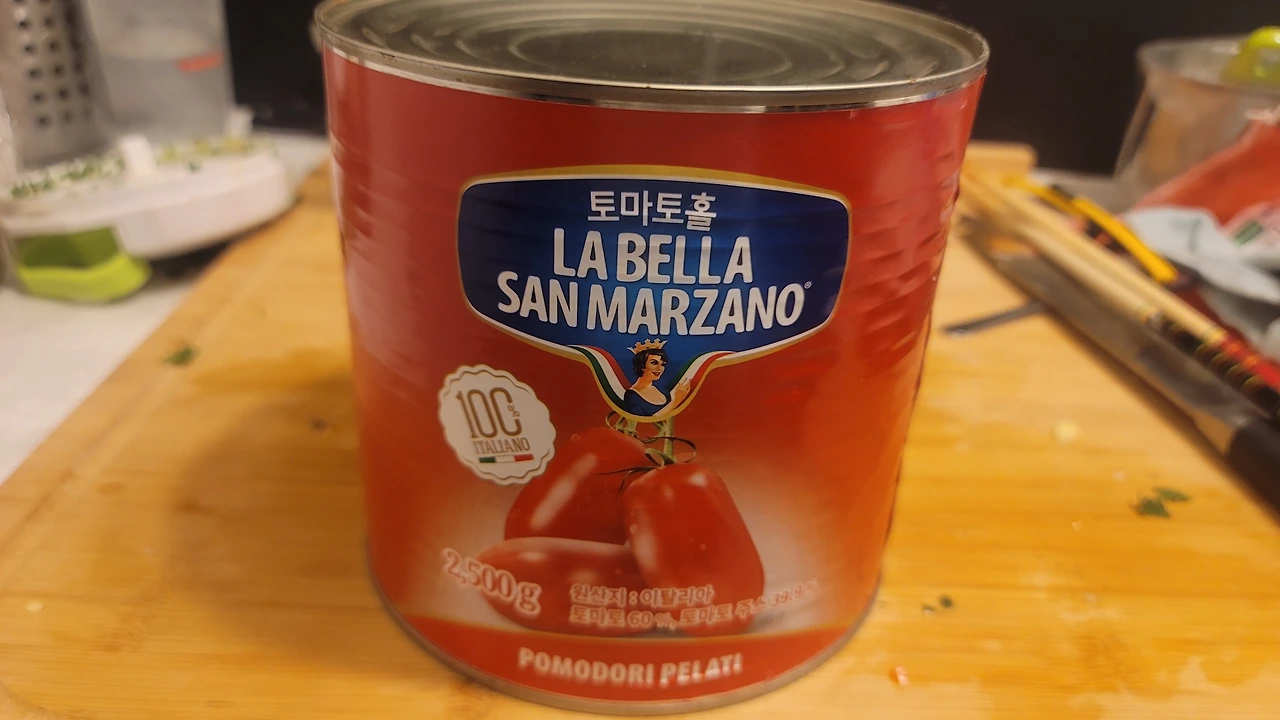 토마토홀
LA BELLA
SAN MARZANO®
100%
ITALIANO
2,500 g
원산지 : 이탈리아
토마토 60 %, 토마토 주스 39.9 %
POMODORI PELATI